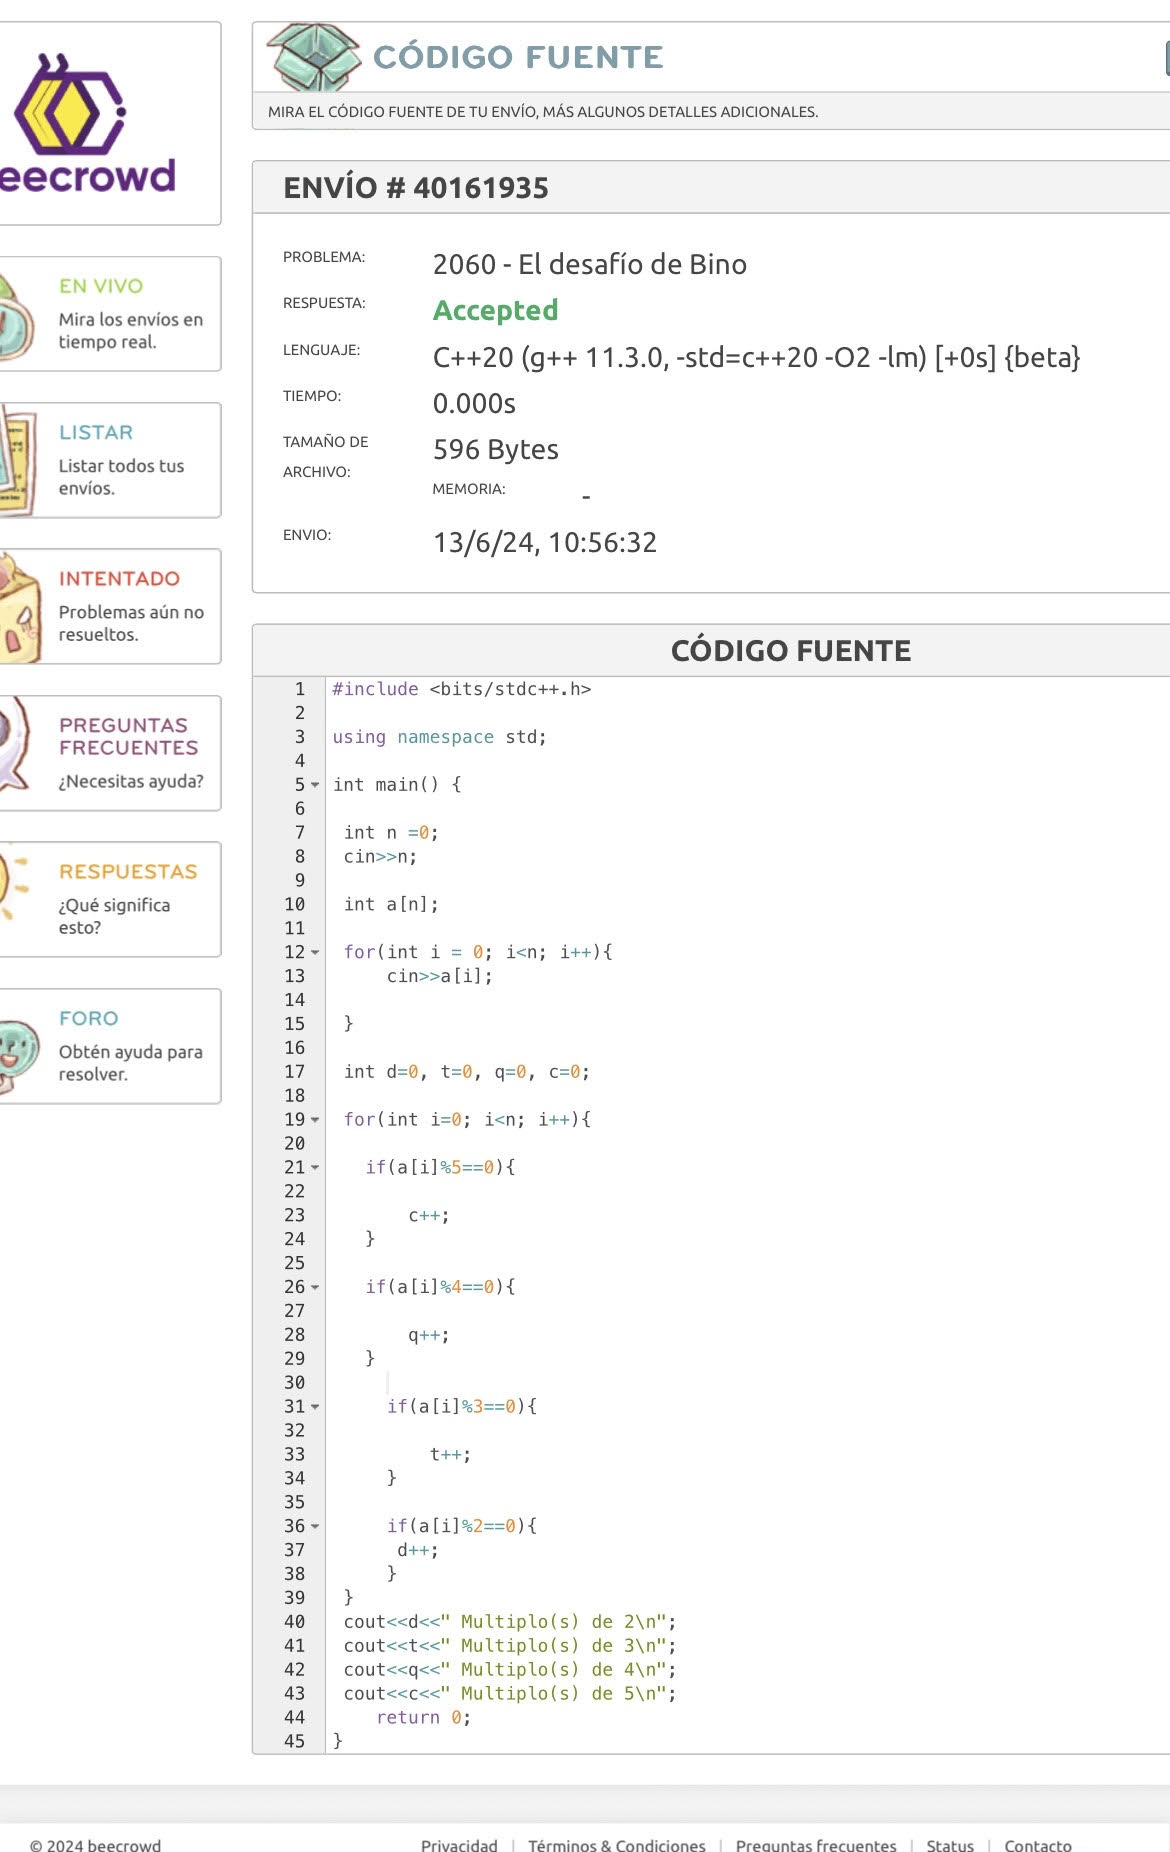 eecrowd
EN VIVO
Mira los envíos en
tiempo real.
LISTAR
Listar todos tus
envíos.
INTENTADO
Problemas aún no
resueltos.
PREGUNTAS
FRECUENTES
¿Necesitas ayuda?
RESPUESTAS
¿Qué significa
esto?
FORO
Obtén ayuda para
resolver.
CÓDIGO FUENTE
MIRA EL CÓDIGO FUENTE DE TU ENVÍO, MÁS ALGUNOS DETALLES ADICIONALES.
ENVÍO # 40161935
PROBLEMA: 2060 - El desafío de Bino
RESPUESTA: Accepted
LENGUAJE: C++20 (g++ 11.3.0, -std=c++20 -O2 -lm) [+0s] {beta}
TIEMPO: 0.000s
TAMAÑO DE
ARCHIVO: 596 Bytes
MEMORIA: -
ENVIO: 13/6/24, 10:56:32
CÓDIGO FUENTE
1 #include <bits/stdc++.h>
2
3 using namespace std;
4
5 int main() {
6
7 int n =0;
8 cin>>n;
9
10 int a[n];
11
12 for(int i = 0; i<n; i++){
13 cin>>a[i];
14
15 }
16
17 int d=0, t=0, q=0, c=0;
18
19 for(int i=0; i<n; i++){
20
21 if(a[i]%5==0){
22
23 c++;
24 }
25
26 if(a[i]%4==0){
27
28 q++;
29 }
30
31 if(a[i]%3==0){
32
33 t++;
34 }
35
36 if(a[i]%2==0){
37 d++;
38 }
39 }
40 cout<<d<<" Multiplo(s) de 2\n";
41 cout<<t<<" Multiplo(s) de 3\n";
42 cout<<q<<" Multiplo(s) de 4\n";
43 cout<<c<<" Multiplo(s) de 5\n";
44 return 0;
45 }
© 2024 beecrowd
Privacidad | Términos & Condiciones | Preguntas frecuentes | Status | Contacto